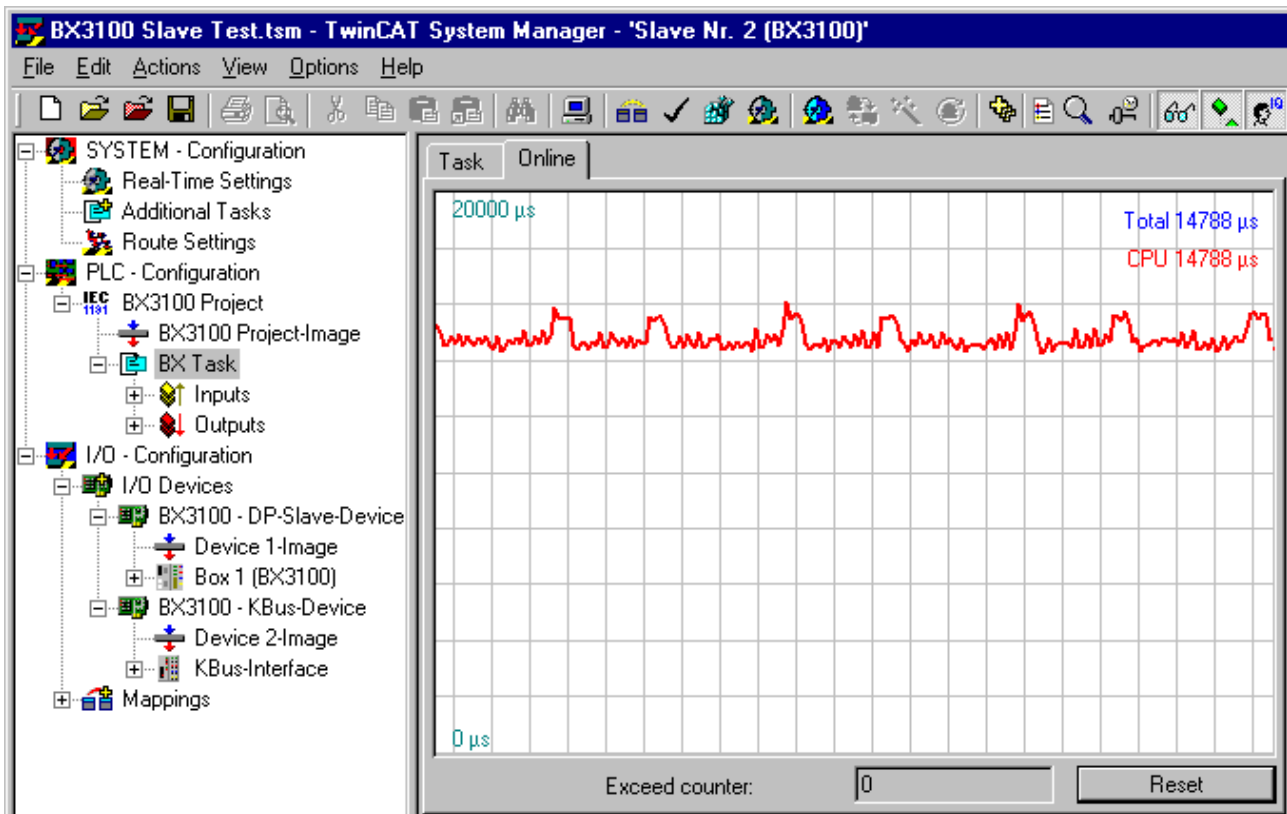 BX3100 Slave Test.tsm - TwinCAT System Manager - 'Slave Nr. 2 (BX3100)'
File Edit Actions View Options Help
SYSTEM - Configuration
Real-Time Settings
Additional Tasks
Route Settings
PLC - Configuration
IEC 1131 BX3100 Project
BX3100 Project-Image
BX Task
Inputs
Outputs
I/O - Configuration
I/O Devices
BX3100 - DP-Slave-Device
Device 1-Image
Box 1 (BX3100)
BX3100 - KBus-Device
Device 2-Image
KBus-Interface
Mappings
Task Online
20000 µs
Total 14788 µs
CPU 14788 µs
0 µs
Exceed counter: 0 Reset